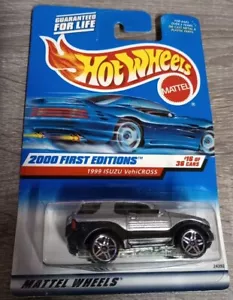 GUARANTEED
FOR LIFE
Hot Wheels
MATTEL
2000 FIRST EDITIONS
#16 OF
36 CARS
1999 ISUZU VehiCROSS
MATTEL WHEELS